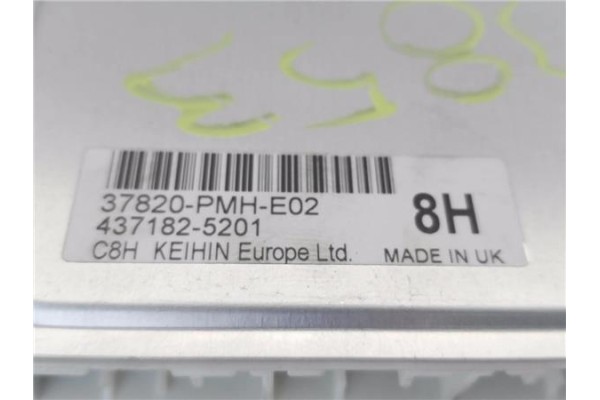 37820-PMH-E02
437182-5201
8H
C8H KEIHIN Europe Ltd.
MADE IN UK